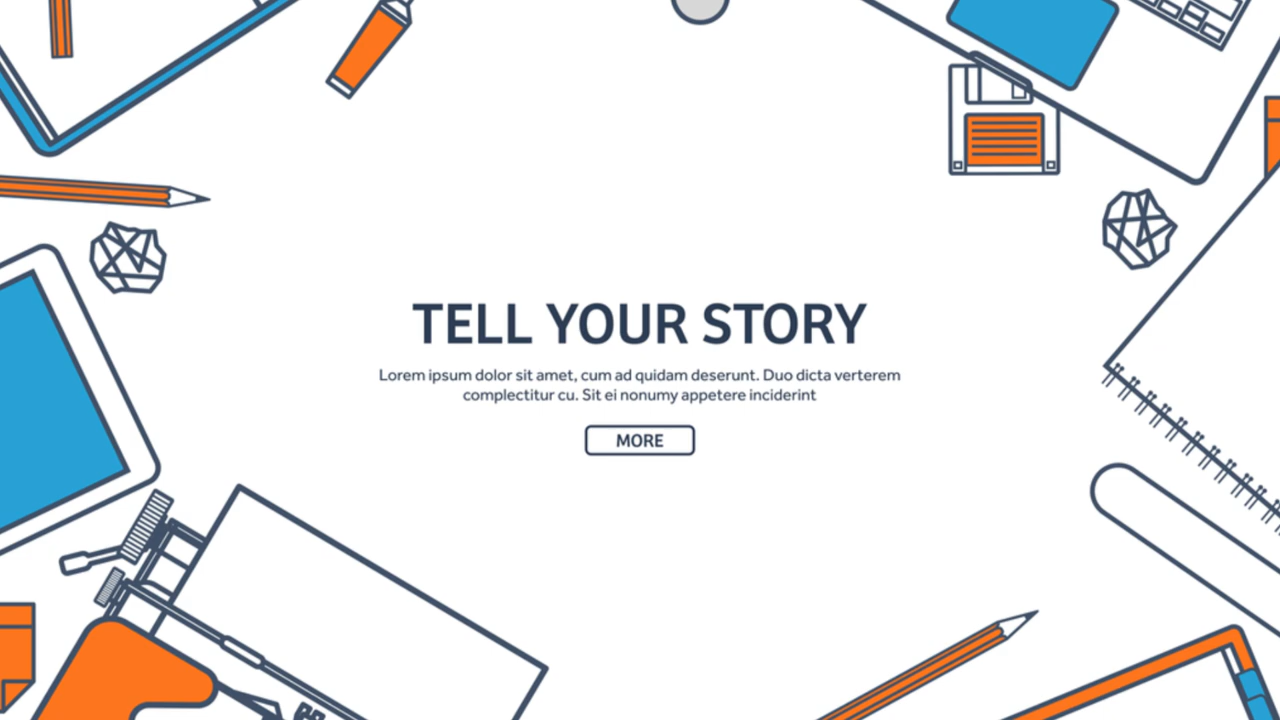 TELL YOUR STORY
Lorem ipsum dolor sit amet, cum ad quidam deserunt. Duo dicta verterem
complectitur cu. Sit ei nonumy appetere inciderint
MORE